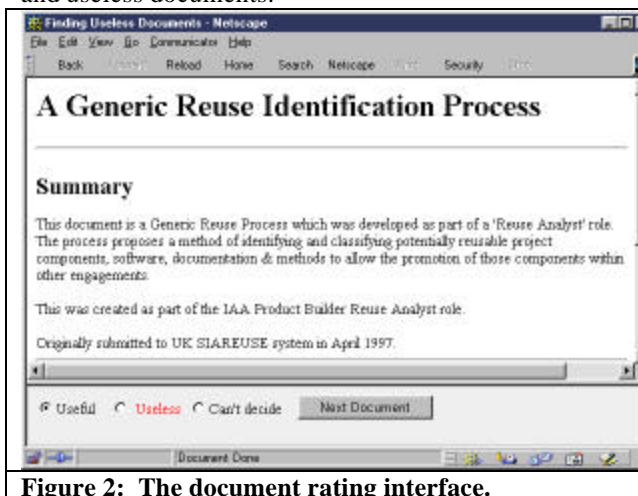 and useless documents.
Finding Useless Documents - Netscape
File Edit View Go Communicator Help
Back Reload Home Search Netscape Security
A Generic Reuse Identification Process
Summary
This document is a Generic Reuse Process which was developed as part of a 'Reuse Analyst' role.
The process proposes a method of identifying and classifying potentially reusable project
components, software, documentation & methods to allow the promotion of those components within
other engagements.
This was created as part of the IAA Product Builder Reuse Analyst role.
Originally submitted to UK SIAREUSE system in April 1997.
Useful Useless Can't decide Next Document
Document Done
Figure 2: The document rating interface.